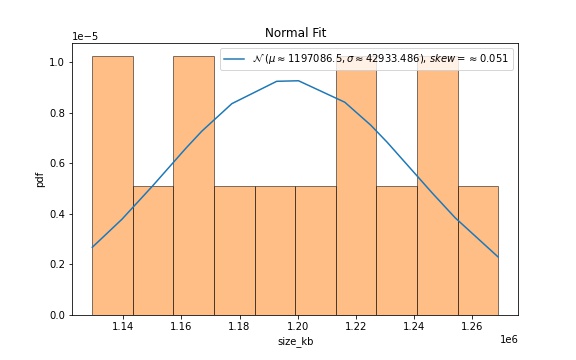 Normal Fit
1e−5
𝒩(μ ≈ 1197086.5, σ ≈ 42933.486); skew = ≈ 0.051
1.0
0.8
0.6
0.4
0.2
0.0
pdf
1.14 1.16 1.18 1.20 1.22 1.24 1.26
1e6
size_kb